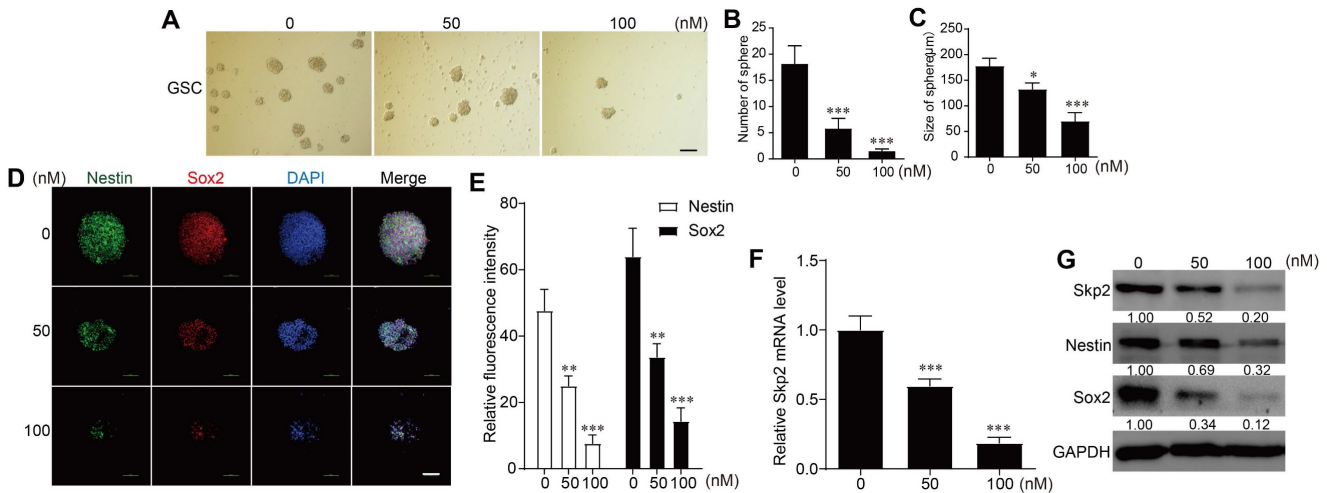 A
0 50 100 (nM)
GSC
B
Number of sphere
25
20
15
10
5
0
***
***
0 50 100 (nM)
C
Size of sphere(μm)
250
200
150
100
50
0
*
***
0 50 100 (nM)
D (nM) Nestin Sox2 DAPI Merge
0
50
100
E
Relative fluorescence intensity
80
60
40
20
0
Nestin
Sox2
**
***
**
***
0 50 100 0 50 100 (nM)
F
Relative Skp2 mRNA level
1.5
1.0
0.5
0.0
***
***
0 50 100 (nM)
G
0 50 100 (nM)
Skp2
1.00 0.52 0.20
Nestin
1.00 0.69 0.32
Sox2
1.00 0.34 0.12
GAPDH